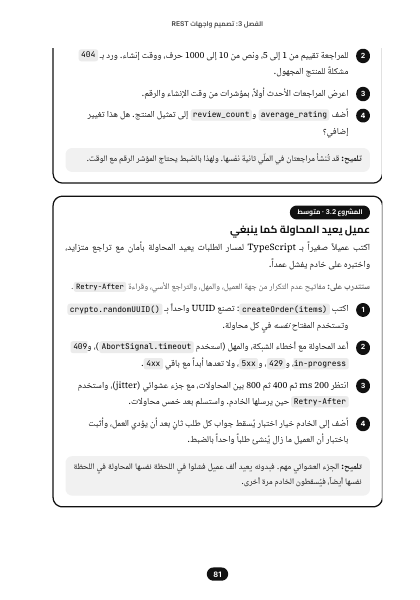 الفصل 3: تصميم واجهات REST
2 للمراجعة تقييم من 1 إلى 5، ونص من 10 إلى 1000 حرف، ووقت إنشاء. ورد بـ 404
مشكلةً للمنتج المجهول.
3 اعرض المراجعات الأحدث أولاً، بمؤشرات من وقت الإنشاء والرقم.
4 أضف average_rating و review_count إلى تمثيل المنتج. هل هذا تغيير
إضافي؟
تلميح: قد تُنشأ مراجعتان في الملّي ثانية نفسها. ولهذا بالضبط يحتاج المؤشر الرقم مع الوقت.
المشروع 3.2 · متوسط
عميل يعيد المحاولة كما ينبغي
اكتب عميلاً صغيراً بـ TypeScript لمسار الطلبات يعيد المحاولة بأمان مع تراجع متزايد،
واختبره على خادم يفشل عمداً.
ستتدرب على: مفاتيح عدم التكرار من جهة العميل، والمهل، والتراجع الأسي، وقراءة Retry-After.
1 اكتب createOrder(items) : تصنع UUID واحداً بـ crypto.randomUUID()
وتستخدم المفتاح نفسه في كل محاولة.
2 أعد المحاولة مع أخطاء الشبكة، والمهل (استخدم AbortSignal.timeout )، و409
in-progress، و 429 ، و 5xx ، ولا تعدها أبداً مع باقي 4xx .
3 انتظر 200 ms ثم 400 ثم 800 بين المحاولات، مع جزء عشوائي (jitter)، واستخدم
Retry-After حين يرسلها الخادم. واستسلم بعد خمس محاولات.
4 أضف إلى الخادم خيار اختبار يُسقط جواب كل طلب ثانٍ بعد أن يؤدي العمل، وأثبت
باختبار أن العميل ما زال يُنشئ طلباً واحداً بالضبط.
تلميح: الجزء العشوائي مهم. فبدونه يعيد ألف عميل فشلوا في اللحظة نفسها المحاولة في اللحظة
نفسها أيضاً، فيُسقطون الخادم مرة أخرى.
81